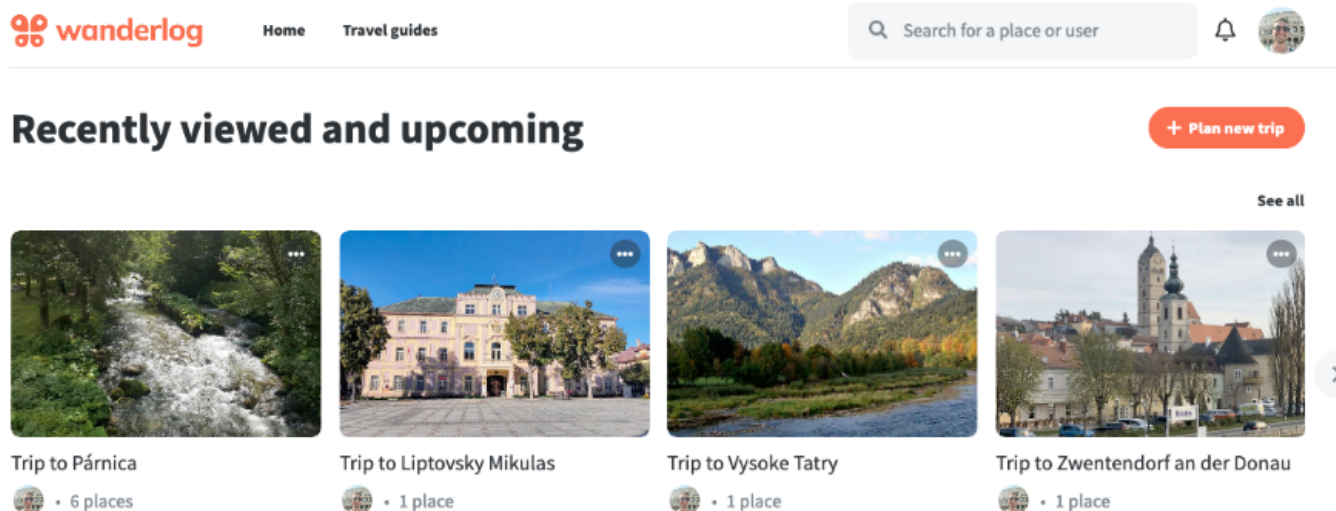 wanderlog
Home
Travel guides
Search for a place or user
Recently viewed and upcoming
+ Plan new trip
See all
Trip to Párnica
• 6 places
Trip to Liptovsky Mikulas
• 1 place
Trip to Vysoke Tatry
• 1 place
Trip to Zwentendorf an der Donau
• 1 place